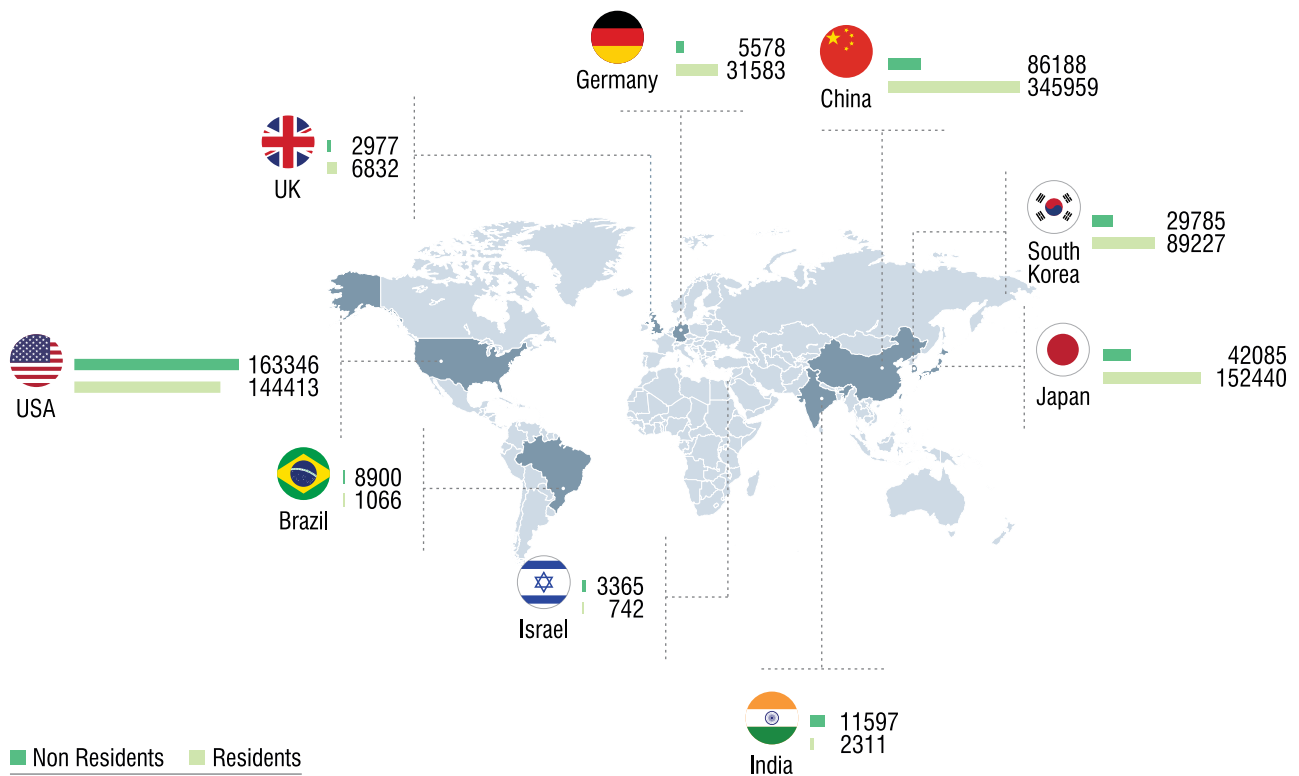 Germany
5578
31583
China
86188
345959
UK
2977
6832
South
Korea
29785
89227
USA
163346
144413
Japan
42085
152440
Brazil
8900
1066
Israel
3365
742
India
11597
2311
Non Residents
Residents